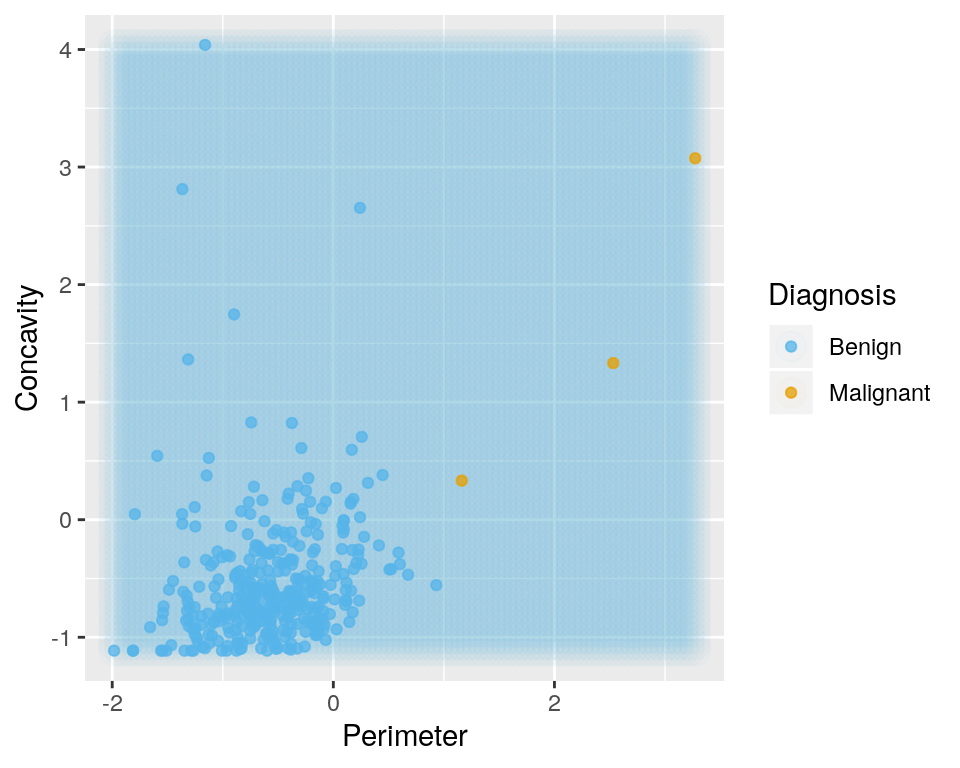 4
3
2
1
0
-1
Concavity
-2 0 2
Perimeter
Diagnosis
Benign
Malignant